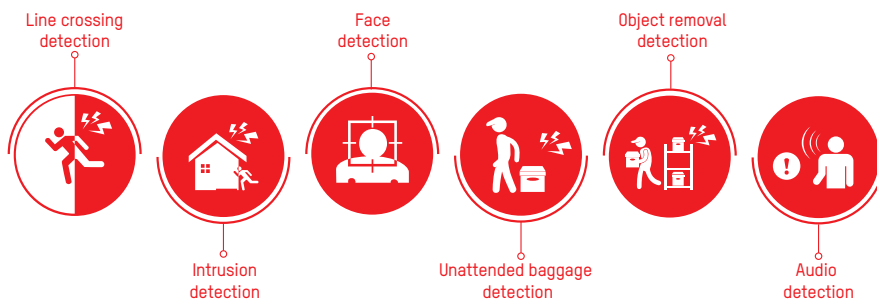 Line crossing
detection
Face
detection
Object removal
detection
Intrusion
detection
Unattended baggage
detection
Audio
detection